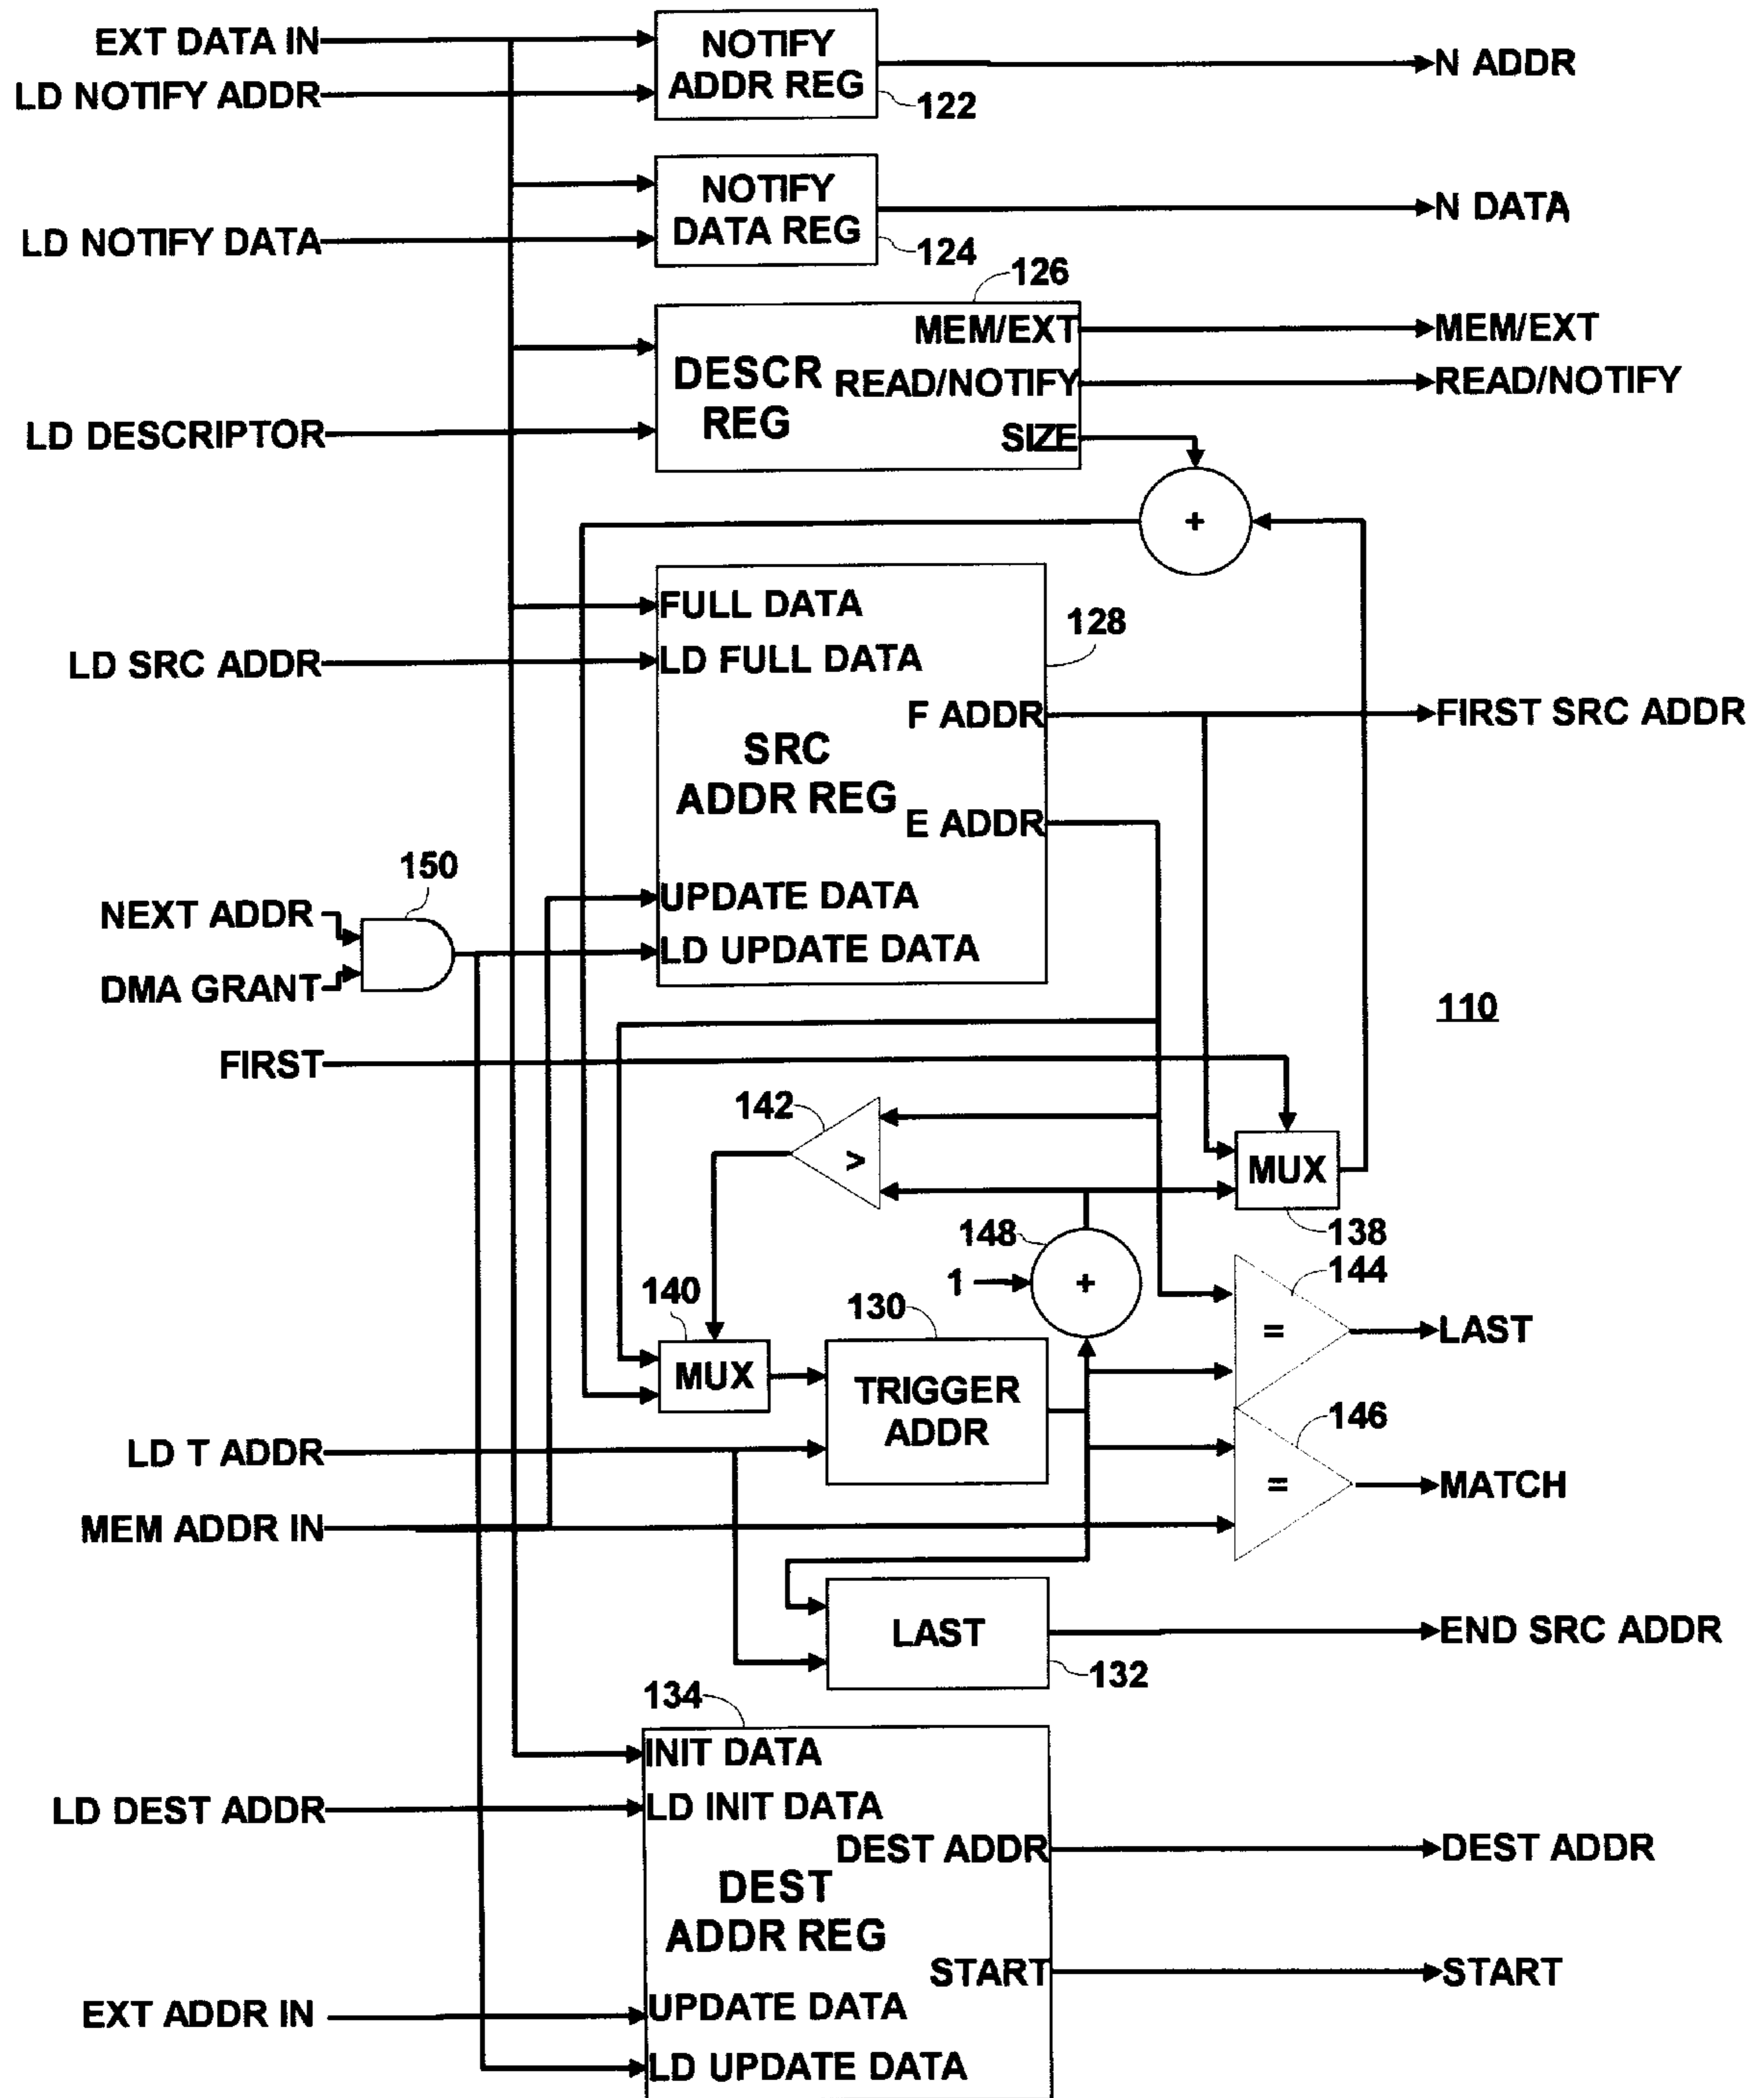 EXT DATA IN
NOTIFY
ADDR REG
N ADDR
LD NOTIFY ADDR
122
NOTIFY
DATA REG
N DATA
LD NOTIFY DATA
124
126
MEM/EXT
MEM/EXT
DESCR
REG
READ/NOTIFY
READ/NOTIFY
LD DESCRIPTOR
SIZE
+
FULL DATA
128
LD SRC ADDR
LD FULL DATA
F ADDR
FIRST SRC ADDR
SRC
ADDR REG
E ADDR
150
NEXT ADDR
UPDATE DATA
DMA GRANT
LD UPDATE DATA
110
FIRST
142
>
MUX
138
148
1
+
144
140
130
=
LAST
MUX
TRIGGER
ADDR
146
LD T ADDR
=
MATCH
MEM ADDR IN
LAST
END SRC ADDR
132
134
INIT DATA
LD DEST ADDR
LD INIT DATA
DEST ADDR
DEST ADDR
DEST
ADDR REG
START
START
EXT ADDR IN
UPDATE DATA
LD UPDATE DATA